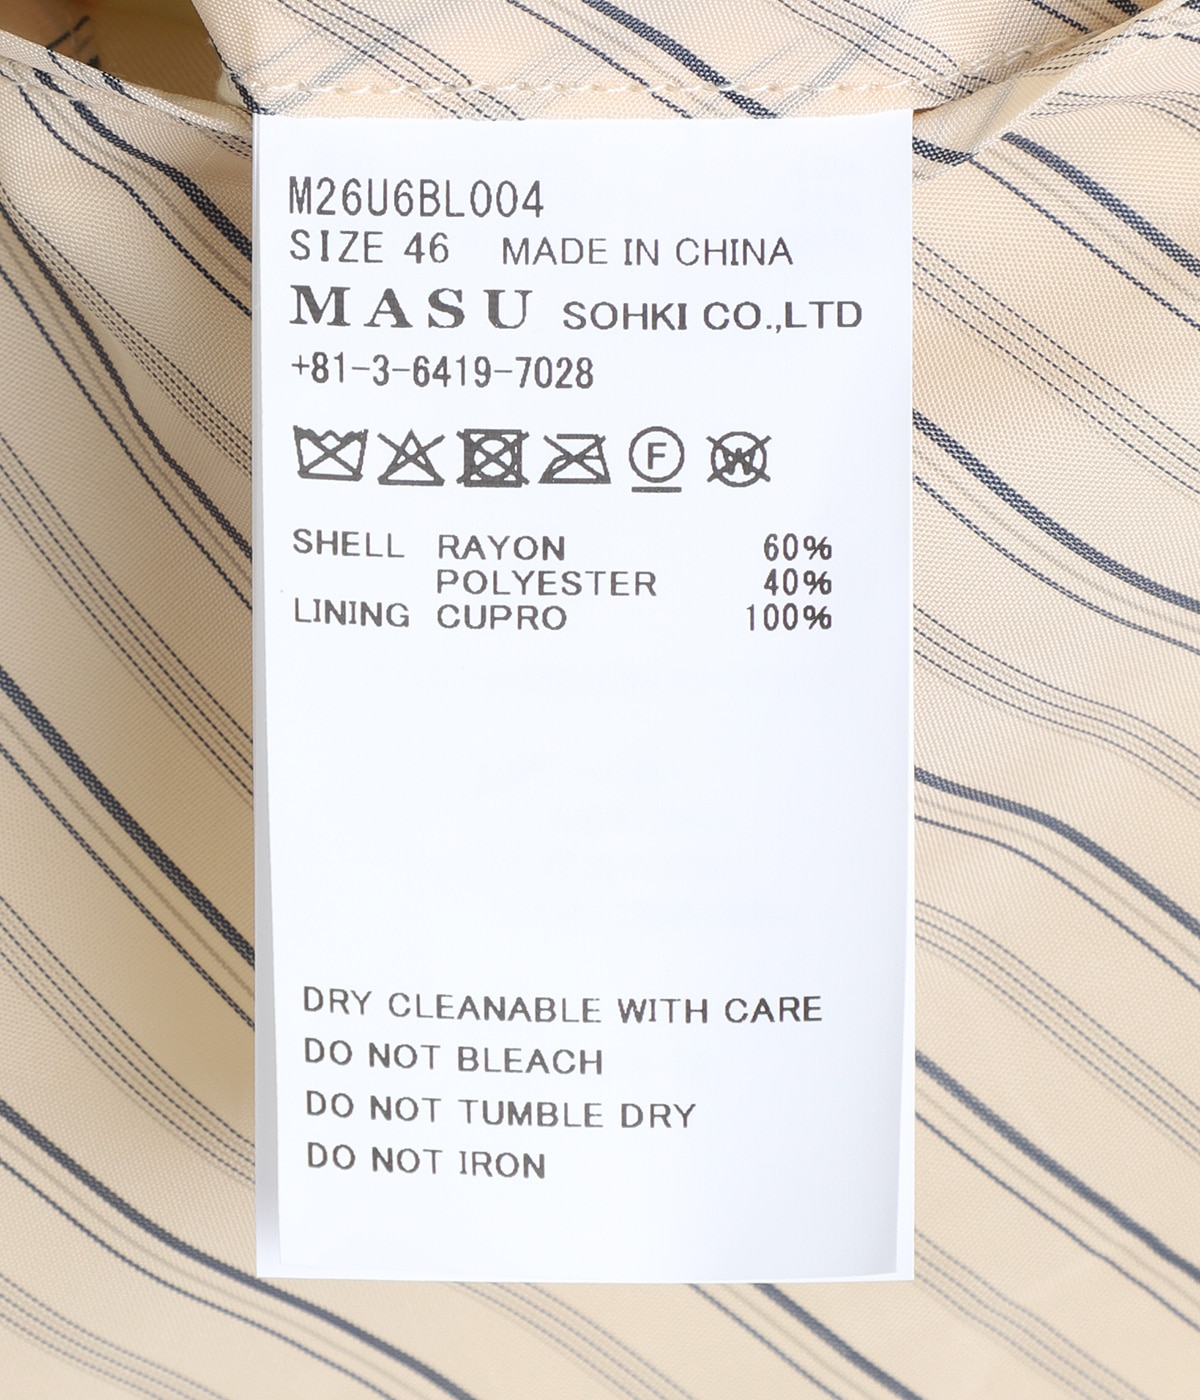 M26U6BL004
SIZE 46 MADE IN CHINA
MASU SOHKI CO.,LTD
+81-3-6419-7028
F W
SHELL RAYON 60%
POLYESTER 40%
LINING CUPRO 100%
DRY CLEANABLE WITH CARE
DO NOT BLEACH
DO NOT TUMBLE DRY
DO NOT IRON